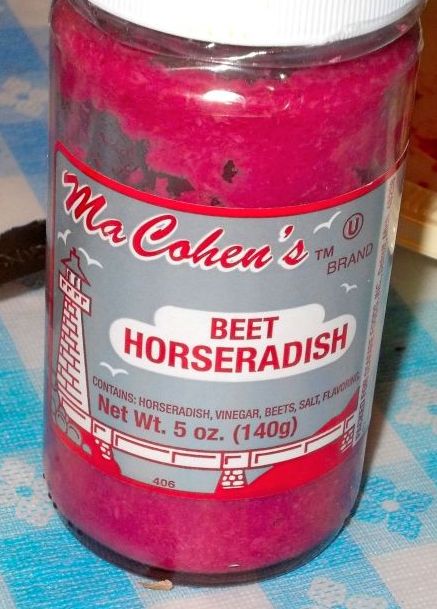 Ma Cohen's TM
Ⓤ
BRAND
BEET
HORSERADISH
CONTAINS: HORSERADISH, VINEGAR, BEETS, SALT, FLAVORING
Net Wt. 5 oz. (140g)
406